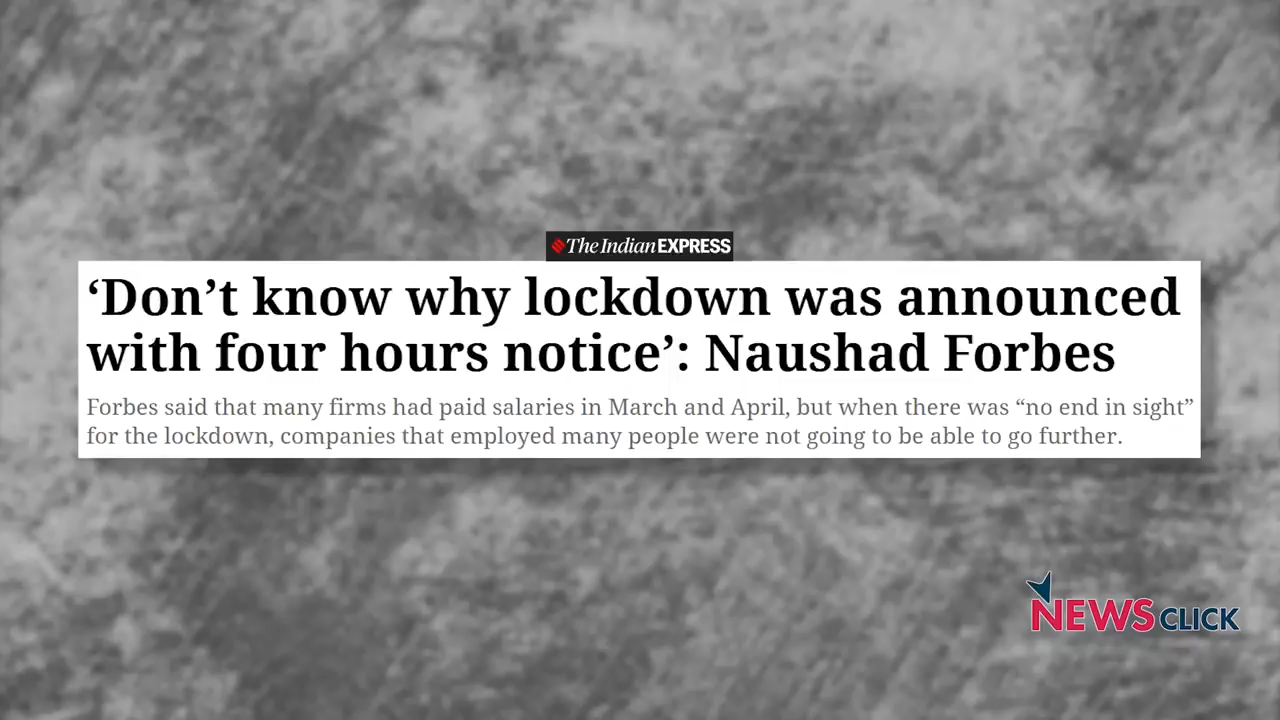 The Indian EXPRESS
‘Don’t know why lockdown was announced
with four hours notice’: Naushad Forbes
Forbes said that many firms had paid salaries in March and April, but when there was “no end in sight”
for the lockdown, companies that employed many people were not going to be able to go further.
NEWSCLICK